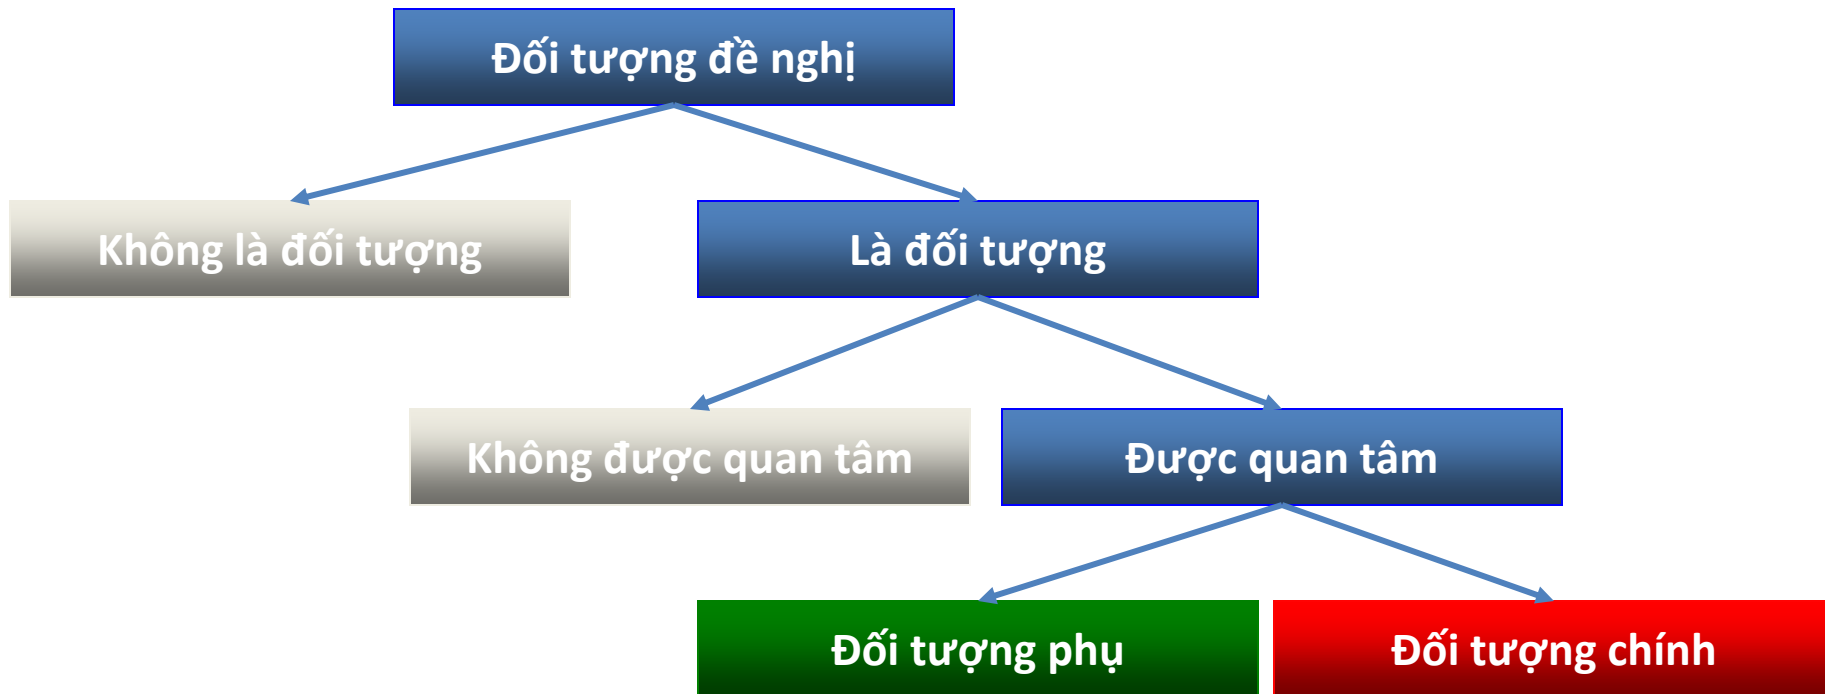 Đối tượng đề nghị
Không là đối tượng
Là đối tượng
Không được quan tâm
Được quan tâm
Đối tượng phụ
Đối tượng chính